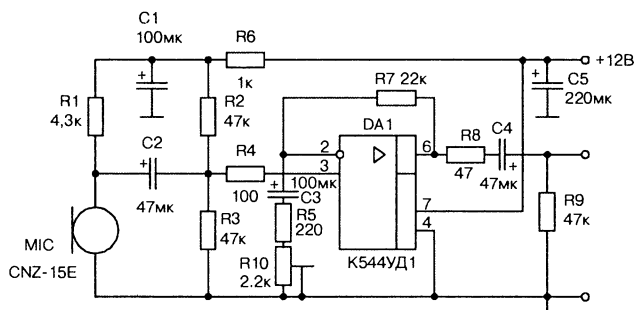 C1
100мк
R6
1к
+12В
R7 22к
C5
220мк
R1
4,3к
R2
47к
DA1
C2
R4
2
6
R8
C4
3
100
100мк
47
47мк
47мк
C3
R5
220
7
R9
47к
R3
47к
4
MIC
CNZ-15E
R10
2.2к
К544УД1
+
+
+
+
+